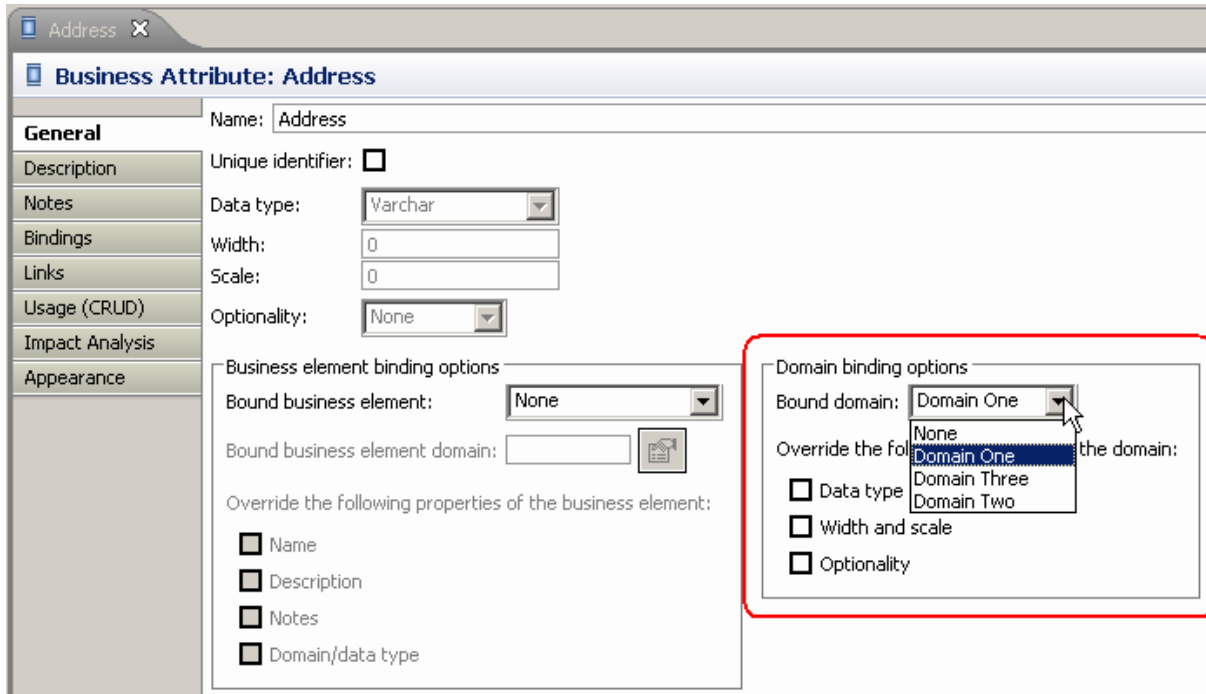 Address
Business Attribute: Address
General
Description
Notes
Bindings
Links
Usage (CRUD)
Impact Analysis
Appearance
Name: Address
Unique identifier:
Data type: Varchar
Width: 0
Scale: 0
Optionality: None
Business element binding options
Bound business element: None
Bound business element domain:
Override the following properties of the business element:
Name
Description
Notes
Domain/data type
Domain binding options
Bound domain: Domain One
None
Domain One
Domain Three
Domain Two
Override the fol the domain:
Data type
Width and scale
Optionality